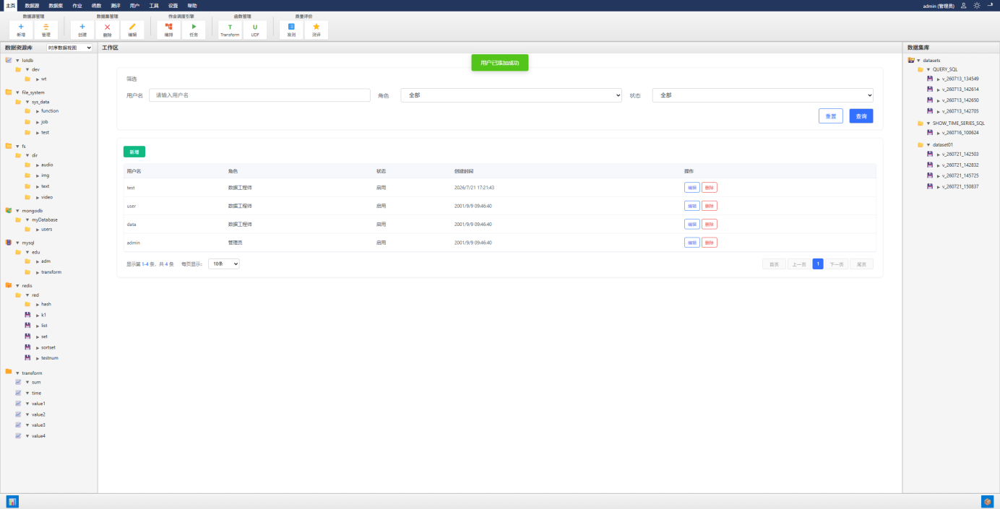 主页 数据源 数据集 作业 函数 测评 用户 工具 设置 帮助 admin (管理员)
数据源管理 数据集管理 作业调度引擎 函数管理 质量评价
新增 管理 创建 删除 编辑 编排 任务 Transform UDF 准则 测评
数据资源库 时序数据视图 工作区 数据集库
用户已添加成功
iotdb
dev
wt
file_system
sys_data
function
job
test
fs
dir
audio
img
text
video
mongodb
myDatabase
users
mysql
edu
adm
transform
redis
red
hash
k1
list
set
sortset
testnum
transform
sum
time
value1
value2
value3
value4
筛选
用户名 请输入用户名 角色 全部 状态 全部
重置 查询
新增
用户名 角色 状态 创建时间 操作
test 数据工程师 启用 2026/7/21 17:21:43 编辑 删除
user 数据工程师 启用 2001/9/9 09:46:40 编辑 删除
data 数据工程师 启用 2001/9/9 09:46:40 编辑 删除
admin 管理员 启用 2001/9/9 09:46:40 编辑 删除
显示第 1-4 条，共 4 条 每页显示: 10条 首页 上一页 1 下一页 尾页
datasets
QUERY_SQL
v_260713_134549
v_260713_142614
v_260713_142650
v_260713_142705
SHOW_TIME_SERIES_SQL
v_260716_100624
dataset01
v_260721_142503
v_260721_142832
v_260721_145725
v_260721_150837